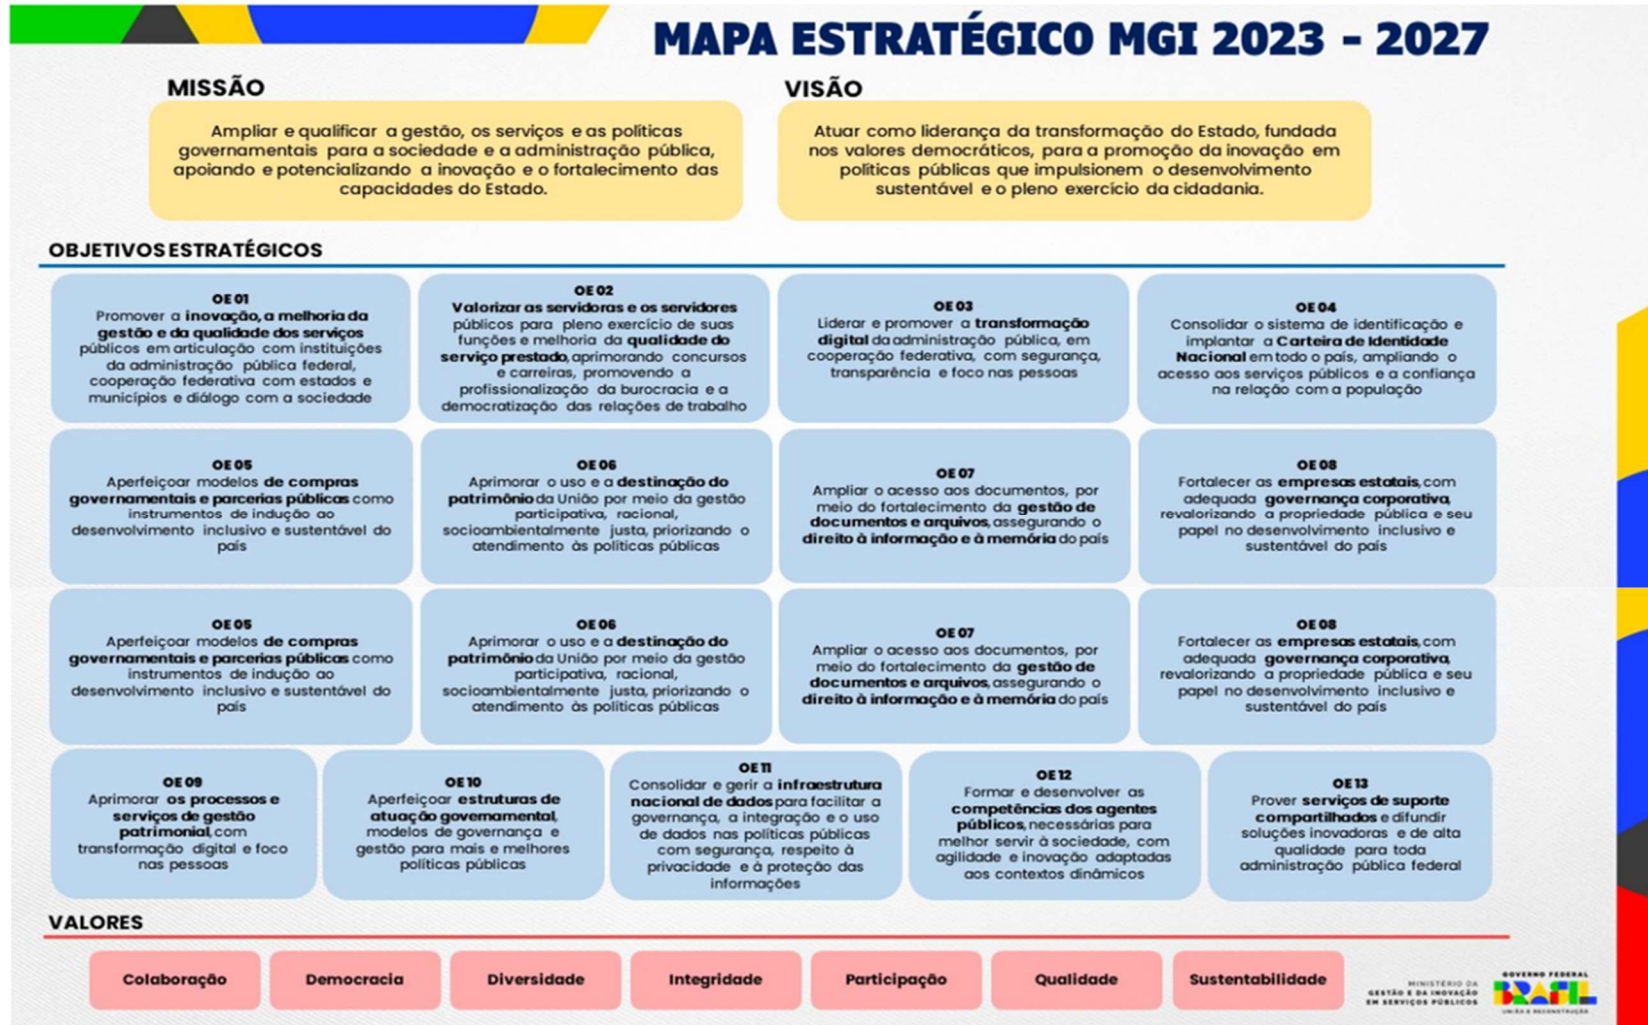 MAPA ESTRATÉGICO MGI 2023 - 2027
MISSÃO
Ampliar e qualificar a gestão, os serviços e as políticas
governamentais para a sociedade e a administração pública,
apoiando e potencializando a inovação e o fortalecimento das
capacidades do Estado.
VISÃO
Atuar como liderança da transformação do Estado, fundada
nos valores democráticos, para a promoção da inovação em
políticas públicas que impulsionem o desenvolvimento
sustentável e o pleno exercício da cidadania.
OBJETIVOS ESTRATÉGICOS
OE 01
Promover a inovação, a melhoria da
gestão e da qualidade dos serviços
públicos em articulação com instituições
da administração pública federal,
cooperação federativa com estados e
municípios e diálogo com a sociedade
OE 02
Valorizar as servidoras e os servidores
públicos para pleno exercício de suas
funções e melhoria da qualidade do
serviço prestado, aprimorando concursos
e carreiras, promovendo a
profissionalização da burocracia e a
democratização das relações de trabalho
OE 03
Liderar e promover a transformação
digital da administração pública, em
cooperação federativa, com segurança,
transparência e foco nas pessoas
OE 04
Consolidar o sistema de identificação e
implantar a Carteira de Identidade
Nacional em todo o país, ampliando o
acesso aos serviços públicos e a confiança
na relação com a população
OE 05
Aperfeiçoar modelos de compras
governamentais e parcerias públicas como
instrumentos de indução ao
desenvolvimento inclusivo e sustentável do
país
OE 06
Aprimorar o uso e a destinação do
patrimônio da União por meio da gestão
participativa, racional,
socioambientalmente justa, priorizando o
atendimento às políticas públicas
OE 07
Ampliar o acesso aos documentos, por
meio do fortalecimento da gestão de
documentos e arquivos, assegurando o
direito à informação e à memória do país
OE 08
Fortalecer as empresas estatais, com
adequada governança corporativa,
revalorizando a propriedade pública e seu
papel no desenvolvimento inclusivo e
sustentável do país
OE 05
Aperfeiçoar modelos de compras
governamentais e parcerias públicas como
instrumentos de indução ao
desenvolvimento inclusivo e sustentável do
país
OE 06
Aprimorar o uso e a destinação do
patrimônio da União por meio da gestão
participativa, racional,
socioambientalmente justa, priorizando o
atendimento às políticas públicas
OE 07
Ampliar o acesso aos documentos, por
meio do fortalecimento da gestão de
documentos e arquivos, assegurando o
direito à informação e à memória do país
OE 08
Fortalecer as empresas estatais, com
adequada governança corporativa,
revalorizando a propriedade pública e seu
papel no desenvolvimento inclusivo e
sustentável do país
OE 09
Aprimorar os processos e
serviços de gestão
patrimonial, com
transformação digital e foco
nas pessoas
OE 10
Aperfeiçoar estruturas de
atuação governamental,
modelos de governança e
gestão para mais e melhores
políticas públicas
OE 11
Consolidar e gerir a infraestrutura
nacional de dados para facilitar a
governança, a integração e o uso
de dados nas políticas públicas
com segurança, respeito à
privacidade e à proteção das
informações
OE 12
Formar e desenvolver as
competências dos agentes
públicos, necessárias para
melhor servir à sociedade, com
agilidade e inovação adaptadas
aos contextos dinâmicos
OE 13
Prover serviços de suporte
compartilhados e difundir
soluções inovadoras e de alta
qualidade para toda
administração pública federal
VALORES
Colaboração
Democracia
Diversidade
Integridade
Participação
Qualidade
Sustentabilidade
MINISTÉRIO DA
GESTÃO E DA INOVAÇÃO
EM SERVIÇOS PÚBLICOS
GOVERNO FEDERAL
BRASIL
UNIÃO E RECONSTRUÇÃO